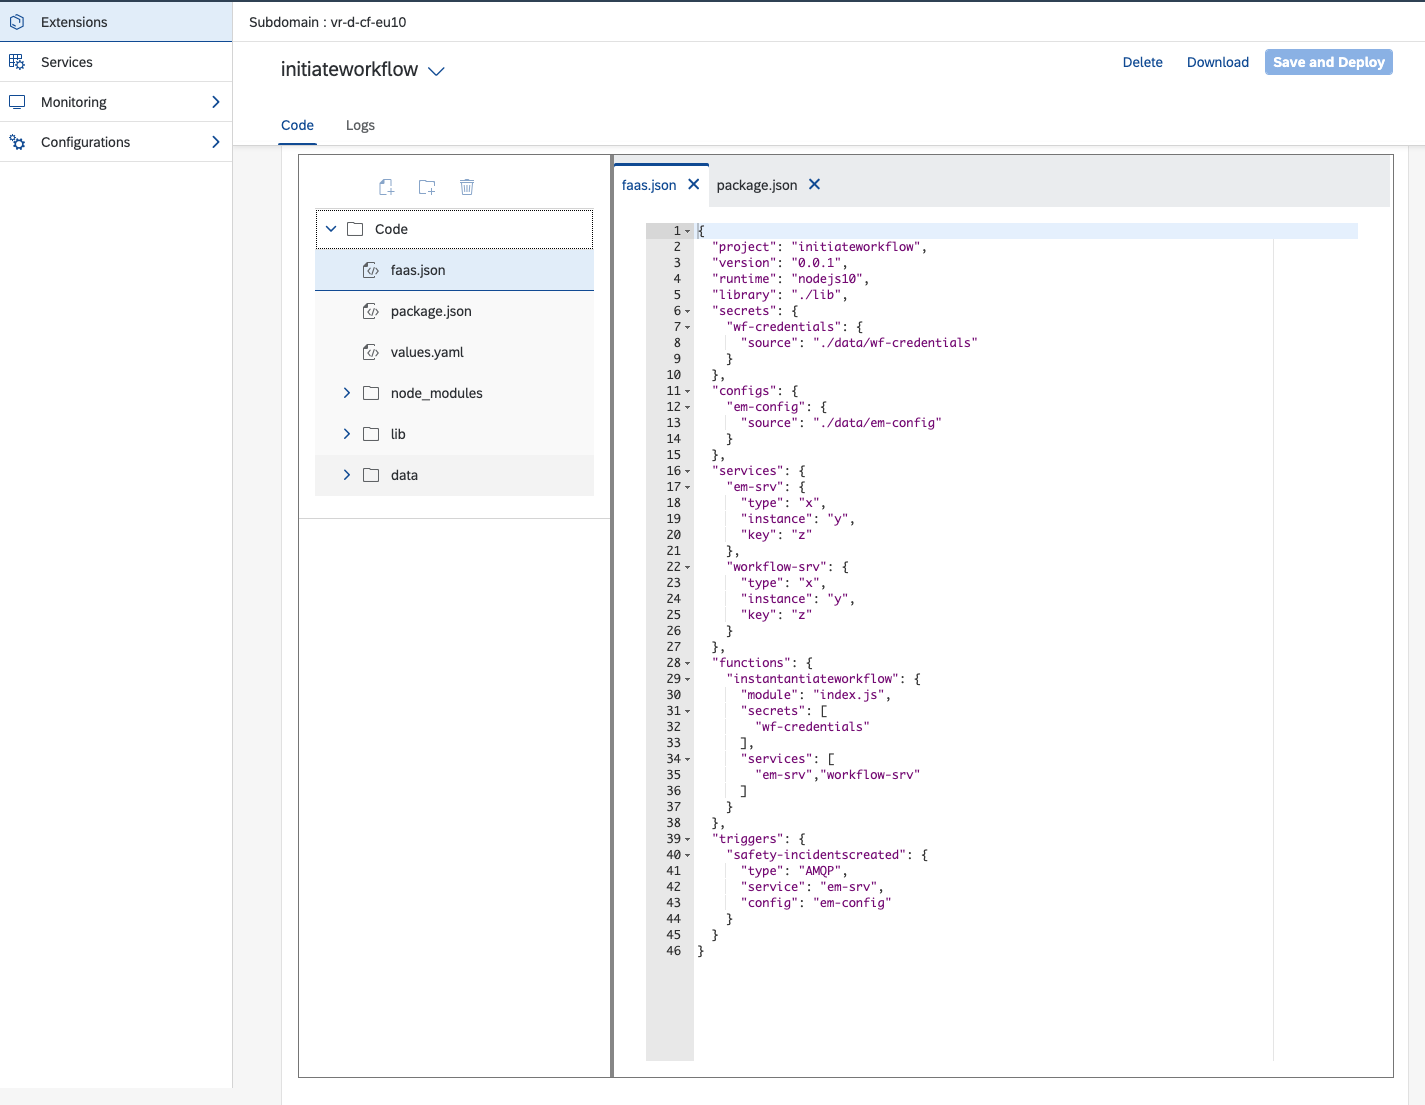 Extensions
Services
Monitoring
Configurations
Subdomain : vr-d-cf-eu10
initiateworkflow
Delete
Download
Save and Deploy
Code
Logs
Code
faas.json
package.json
values.yaml
node_modules
lib
data
faas.json
package.json
1 {
2 "project": "initiateworkflow",
3 "version": "0.0.1",
4 "runtime": "nodejs10",
5 "library": "./lib",
6 "secrets": {
7 "wf-credentials": {
8 "source": "./data/wf-credentials"
9 }
10 },
11 "configs": {
12 "em-config": {
13 "source": "./data/em-config"
14 }
15 },
16 "services": {
17 "em-srv": {
18 "type": "x",
19 "instance": "y",
20 "key": "z"
21 },
22 "workflow-srv": {
23 "type": "x",
24 "instance": "y",
25 "key": "z"
26 }
27 },
28 "functions": {
29 "instantantiateworkflow": {
30 "module": "index.js",
31 "secrets": [
32 "wf-credentials"
33 ],
34 "services": [
35 "em-srv","workflow-srv"
36 ]
37 }
38 },
39 "triggers": {
40 "safety-incidentscreated": {
41 "type": "AMQP",
42 "service": "em-srv",
43 "config": "em-config"
44 }
45 }
46 }